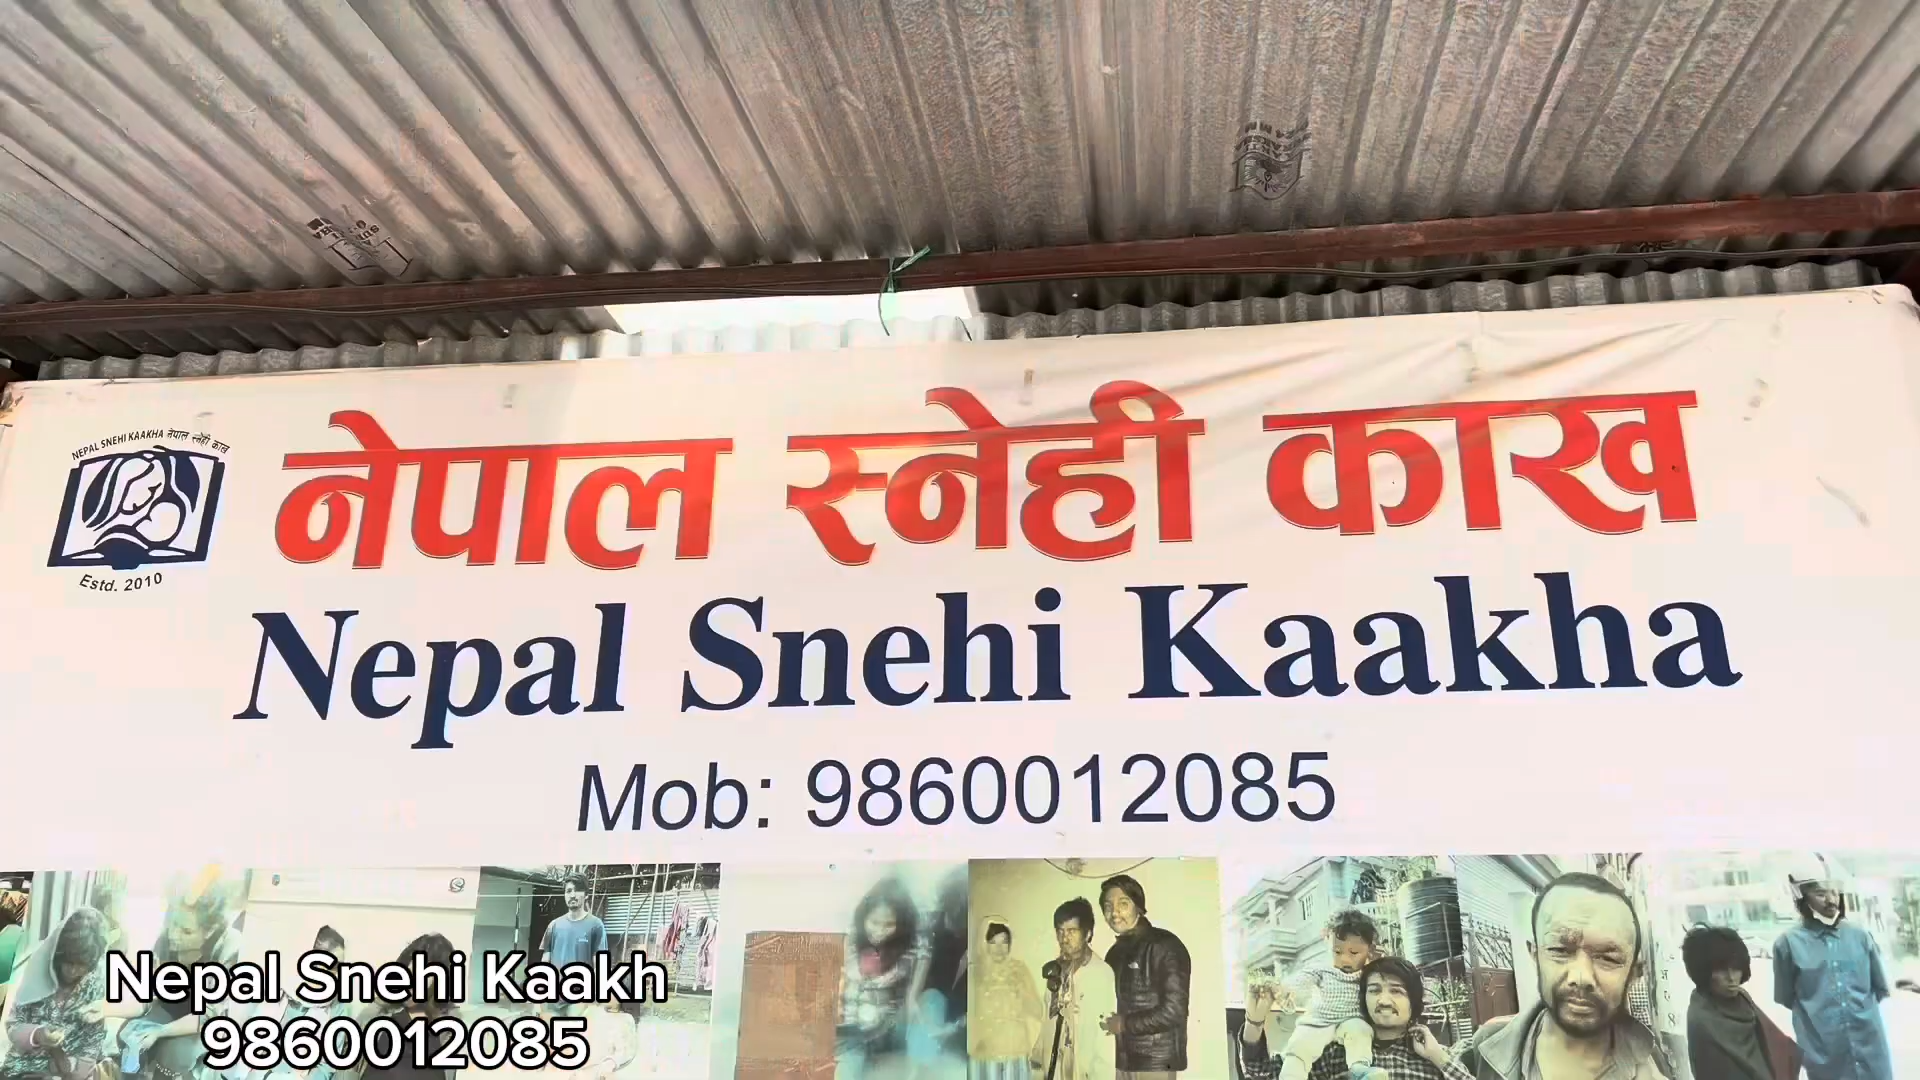 NEPAL SNEHI KAAKHA नेपाल स्नेही काख
Estd. 2010
नेपाल स्नेही काख
Nepal Snehi Kaakha
Mob: 9860012085
Nepal Snehi Kaakh
9860012085